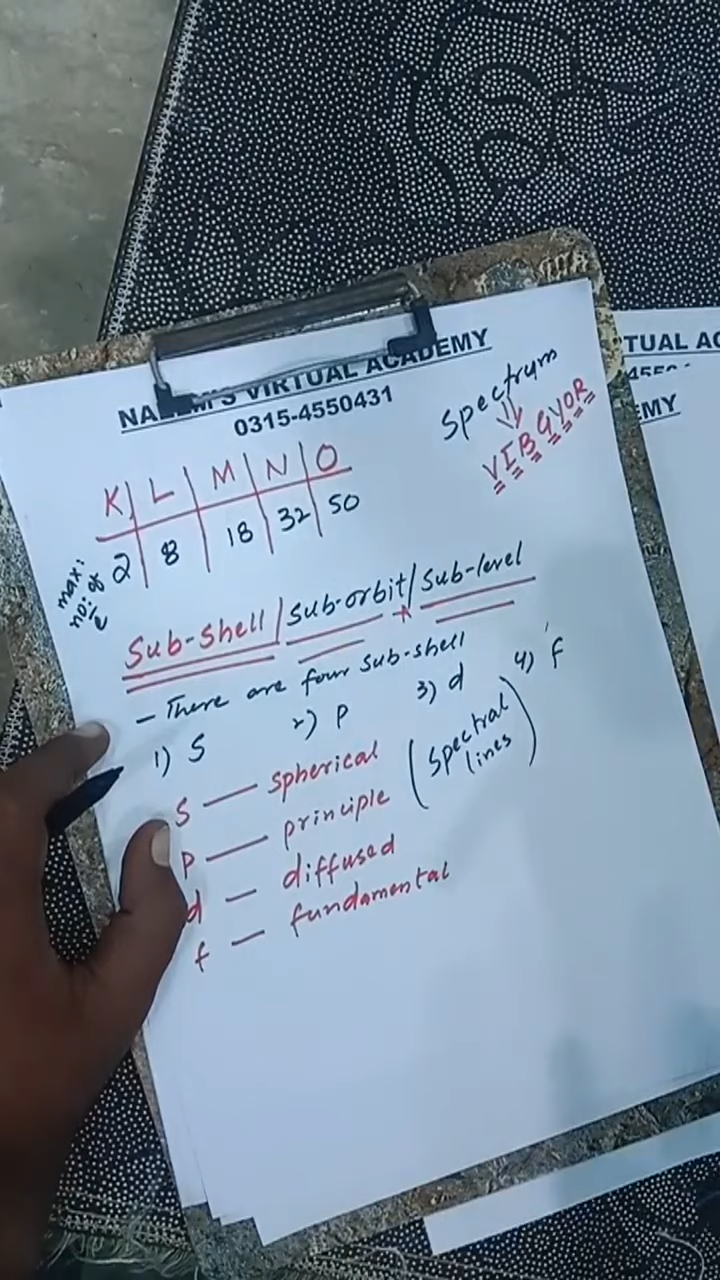 VIRTUAL ACADEMY
0315-4550431
Spectrum
VIBGYOR
K L M N O
max: no: of e⁻ 2 8 18 32 50
Sub-Shell/Sub-orbit/Sub-level
- There are four sub-shell
1) S 2) P 3) d 4) f
S — spherical (Spectral lines)
P — principle
d — diffused
f — fundamental
TUAL AC
EMY